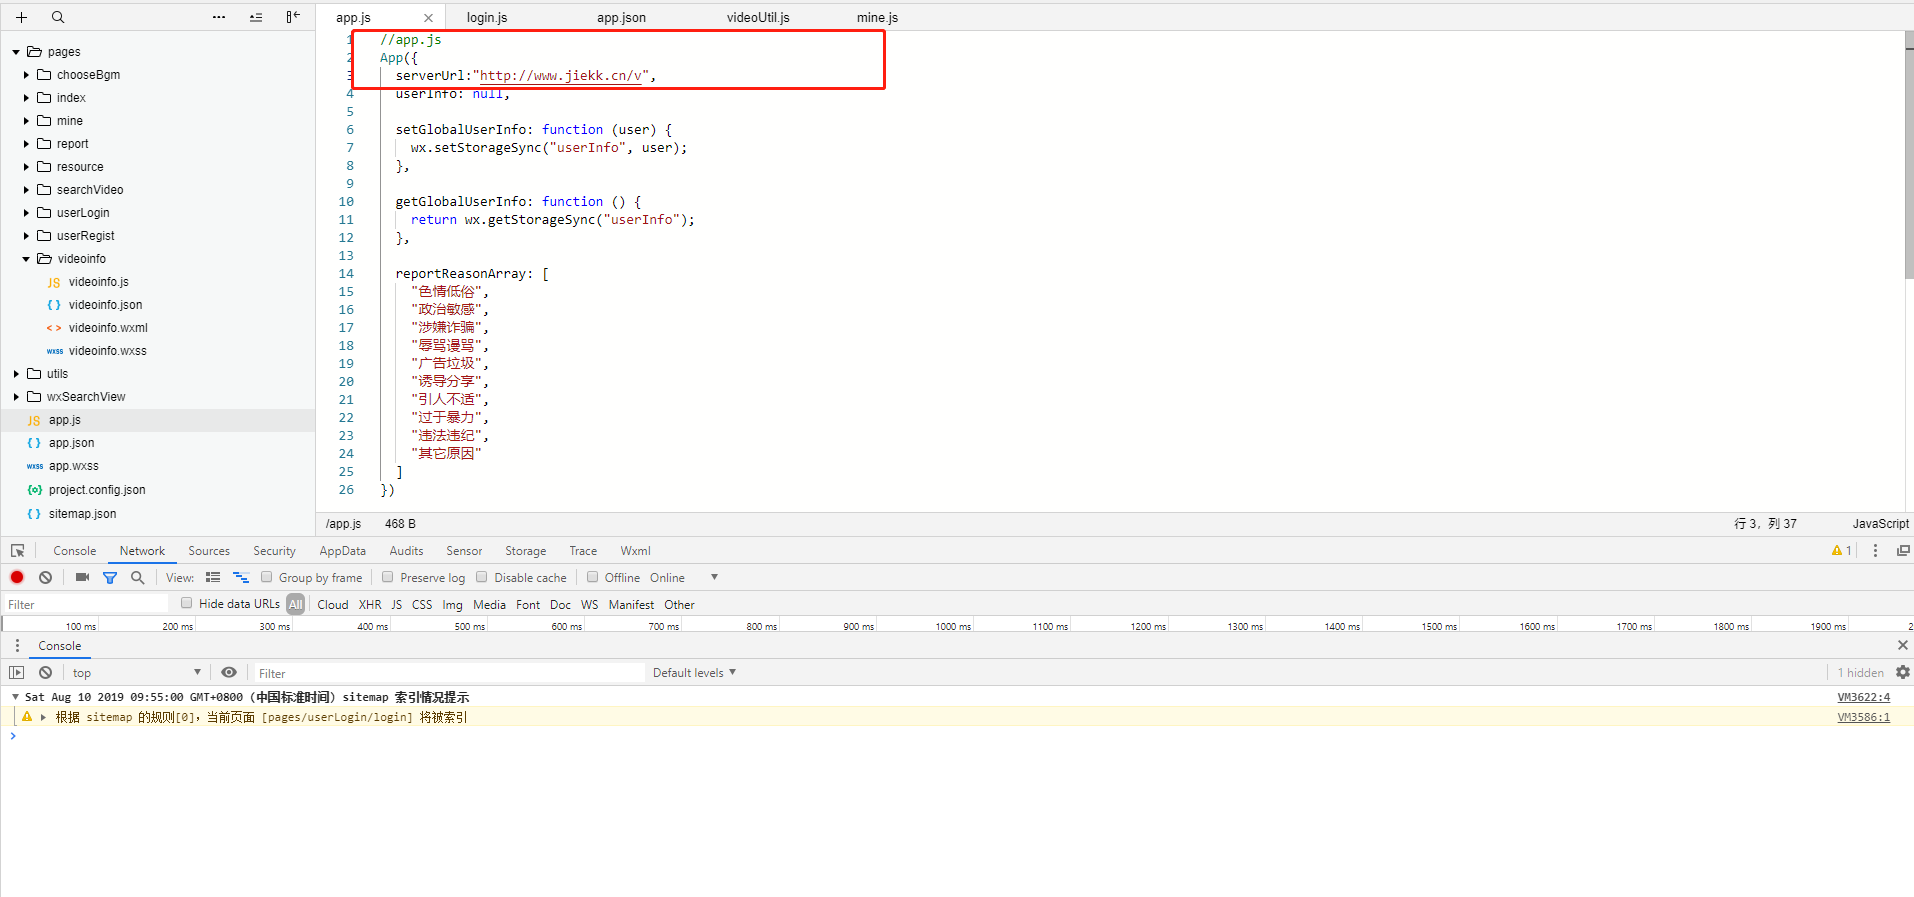 app.js
login.js
app.json
videoUtil.js
mine.js
pages
chooseBgm
index
mine
report
resource
searchVideo
userLogin
userRegist
videoinfo
videoinfo.js
videoinfo.json
videoinfo.wxml
videoinfo.wxss
utils
wxSearchView
JS app.js
{ } app.json
wxss app.wxss
project.config.json
{ } sitemap.json
1 //app.js
2 App({
3 serverUrl:"http://www.jiekk.cn/v",
4 userInfo: null,
5
6 setGlobalUserInfo: function (user) {
7 wx.setStorageSync("userInfo", user);
8 },
9
10 getGlobalUserInfo: function () {
11 return wx.getStorageSync("userInfo");
12 },
13
14 reportReasonArray: [
15 "色情低俗",
16 "政治敏感",
17 "涉嫌诈骗",
18 "辱骂谩骂",
19 "广告垃圾",
20 "诱导分享",
21 "引人不适",
22 "过于暴力",
23 "违法违纪",
24 "其它原因"
25 ]
26 })
/app.js 468 B 行 3，列 37 JavaScript
Console Network Sources Security AppData Audits Sensor Storage Trace Wxml 1
View: Group by frame Preserve log Disable cache Offline Online
Filter Hide data URLs All Cloud XHR JS CSS Img Media Font Doc WS Manifest Other
100 ms 200 ms 300 ms 400 ms 500 ms 600 ms 700 ms 800 ms 900 ms 1000 ms 1100 ms 1200 ms 1300 ms 1400 ms 1500 ms 1600 ms 1700 ms 1800 ms 1900 ms 2
Console
top Filter Default levels 1 hidden
Sat Aug 10 2019 09:55:00 GMT+0800 (中国标准时间) sitemap 索引情况提示 VM3622:4
根据 sitemap 的规则[0]，当前页面 [pages/userLogin/login] 将被索引 VM3586:1